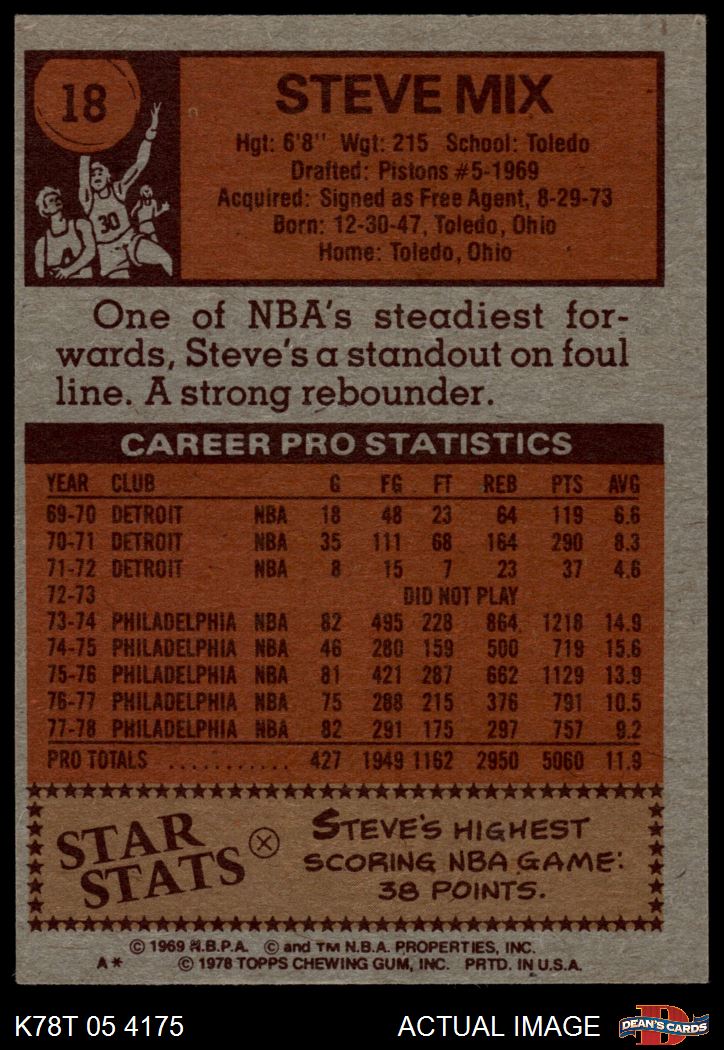 18
STEVE MIX
Hgt: 6'8" Wgt: 215 School: Toledo
Drafted: Pistons #5-1969
Acquired: Signed as Free Agent, 8-29-73
Born: 12-30-47, Toledo, Ohio
Home: Toledo, Ohio
30
One of NBA's steadiest for-
wards, Steve's a standout on foul
line. A strong rebounder.
CAREER PRO STATISTICS
YEAR CLUB G FG FT REB PTS AVG
69-70 DETROIT NBA 18 48 23 64 119 6.6
70-71 DETROIT NBA 35 111 68 164 290 8.3
71-72 DETROIT NBA 8 15 7 23 37 4.6
72-73 DID NOT PLAY
73-74 PHILADELPHIA NBA 82 495 228 864 1218 14.9
74-75 PHILADELPHIA NBA 46 280 159 500 719 15.6
75-76 PHILADELPHIA NBA 81 421 287 662 1129 13.9
76-77 PHILADELPHIA NBA 75 288 215 376 791 10.5
77-78 PHILADELPHIA NBA 82 291 175 297 757 9.2
PRO TOTALS ........... 427 1949 1162 2950 5060 11.9
STAR STATS
STEVE'S HIGHEST
SCORING NBA GAME:
38 POINTS.
© 1969 N.B.P.A. © and TM N.B.A. PROPERTIES, INC.
A* © 1978 TOPPS CHEWING GUM, INC. PRTD. IN U.S.A.
K78T 05 4175 ACTUAL IMAGE D DEAN'S CARDS